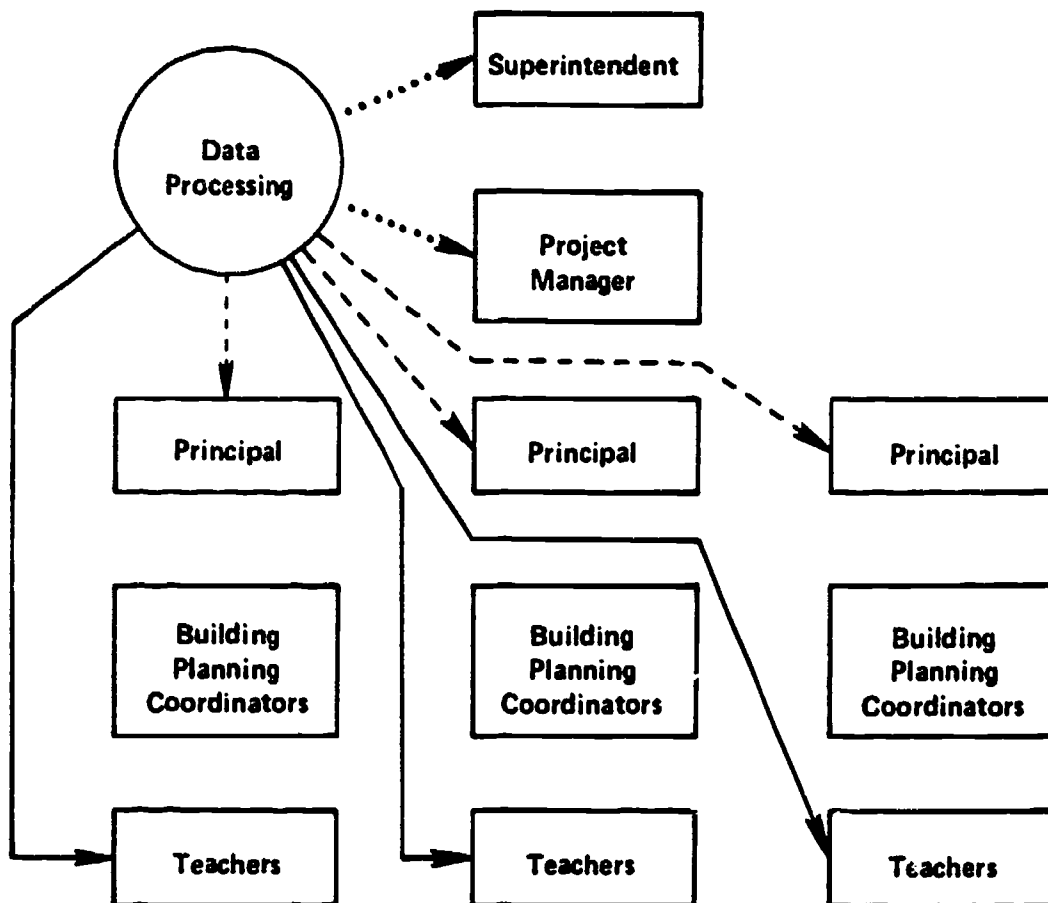 Superintendent
Data
Processing
Project
Manager
Principal
Principal
Principal
Building
Planning
Coordinators
Building
Planning
Coordinators
Building
Planning
Coordinators
Teachers
Teachers
Teachers